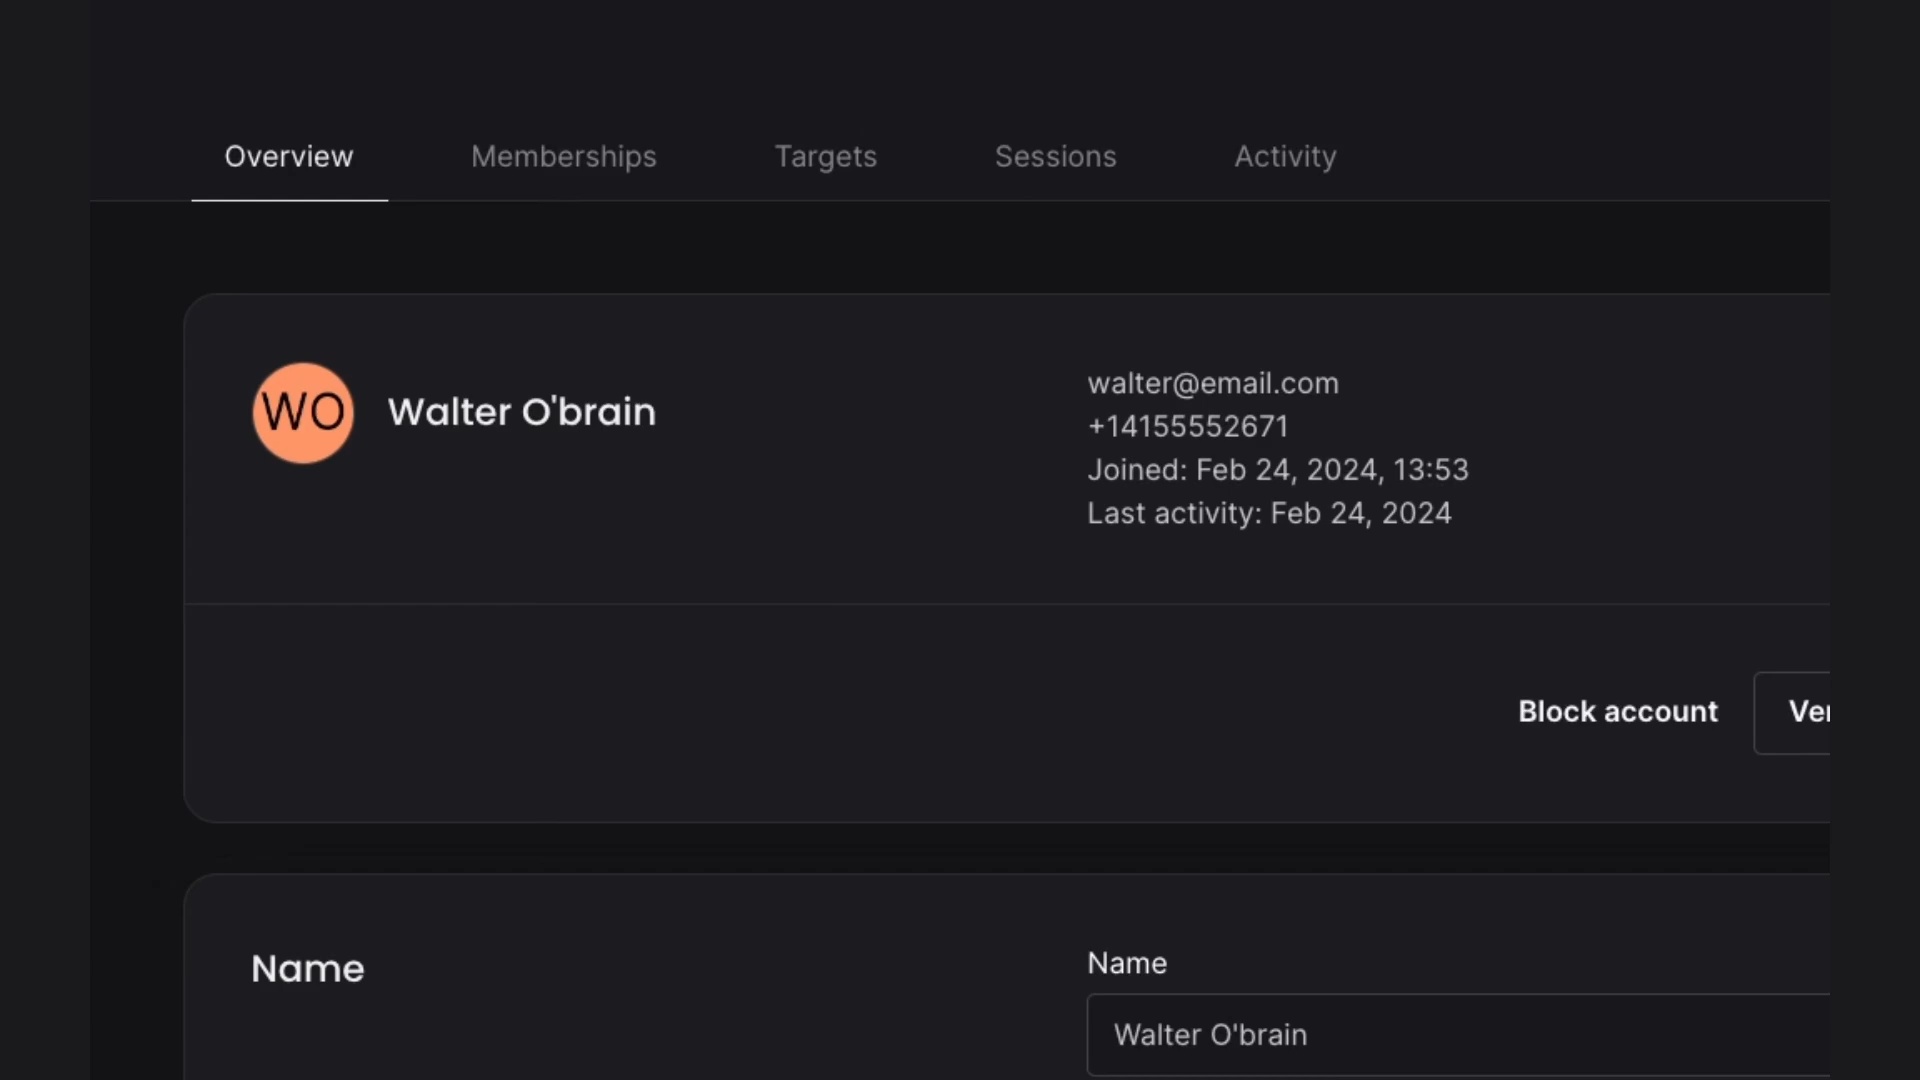 Overview Memberships Targets Sessions Activity
WO Walter O'brain
walter@email.com
+14155552671
Joined: Feb 24, 2024, 13:53
Last activity: Feb 24, 2024
Block account
Name
Name
Walter O'brain